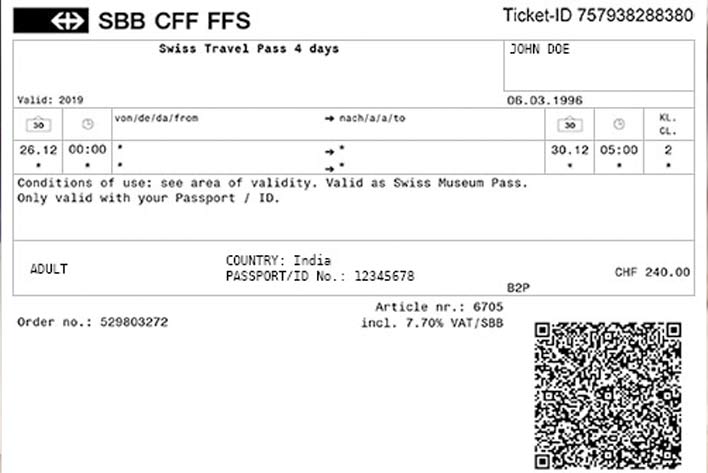 SBB CFF FFS
Ticket-ID 757938288380
Swiss Travel Pass 4 days
JOHN DOE
Valid: 2019
06.03.1996
30 von/de/da/from → nach/a/a/to 30 KL.
CL.
26.12 00:00 * → * 30.12 05:00 2
* * * → * * * *
Conditions of use: see area of validity. Valid as Swiss Museum Pass.
Only valid with your Passport / ID.
ADULT
COUNTRY: India
PASSPORT/ID No.: 12345678
CHF 240.00
B2P
Article nr.: 6705
Order no.: 529803272
incl. 7.70% VAT/SBB